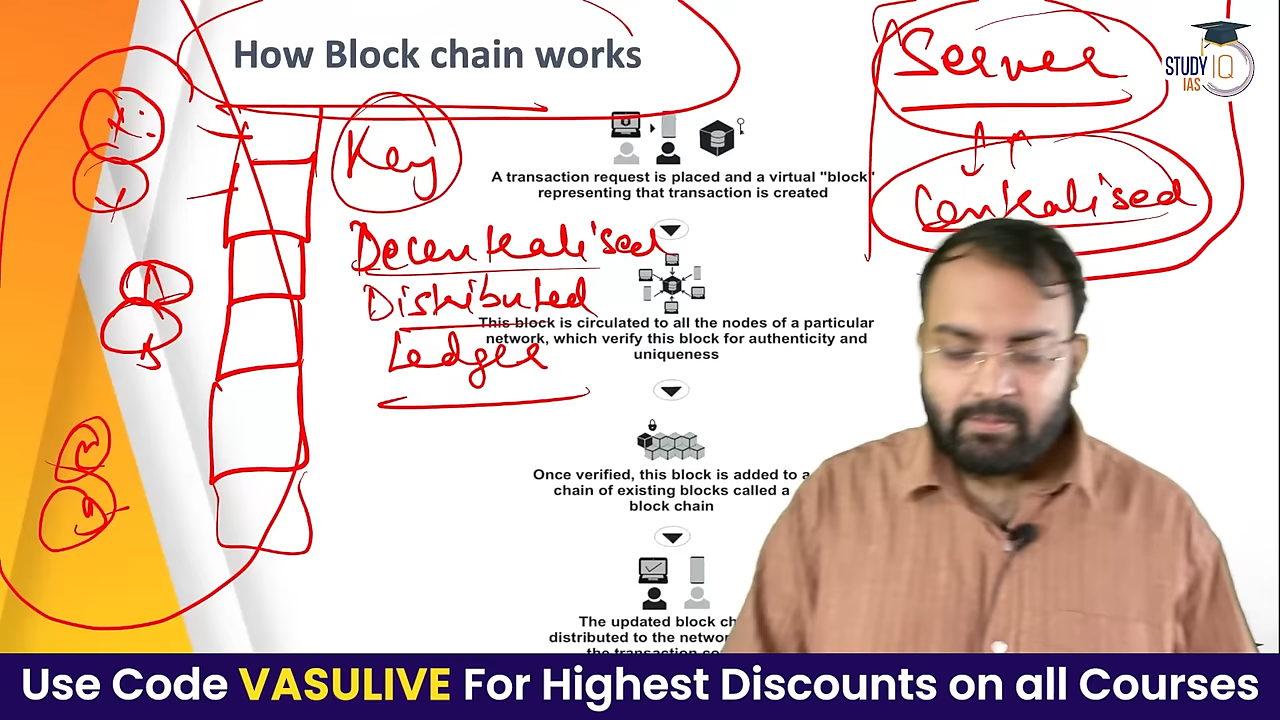 How Block chain works
Server
STUDY IQ
IAS
Key
A transaction request is placed and a virtual "block"
representing that transaction is created
Centralised
Decentralised
Distributed
Ledger
This block is circulated to all the nodes of a particular
network, which verify this block for authenticity and
uniqueness
Once verified, this block is added to a
chain of existing blocks called a
block chain
The updated block ch
distributed to the networ
the transaction co
Use Code VASULIVE For Highest Discounts on all Courses